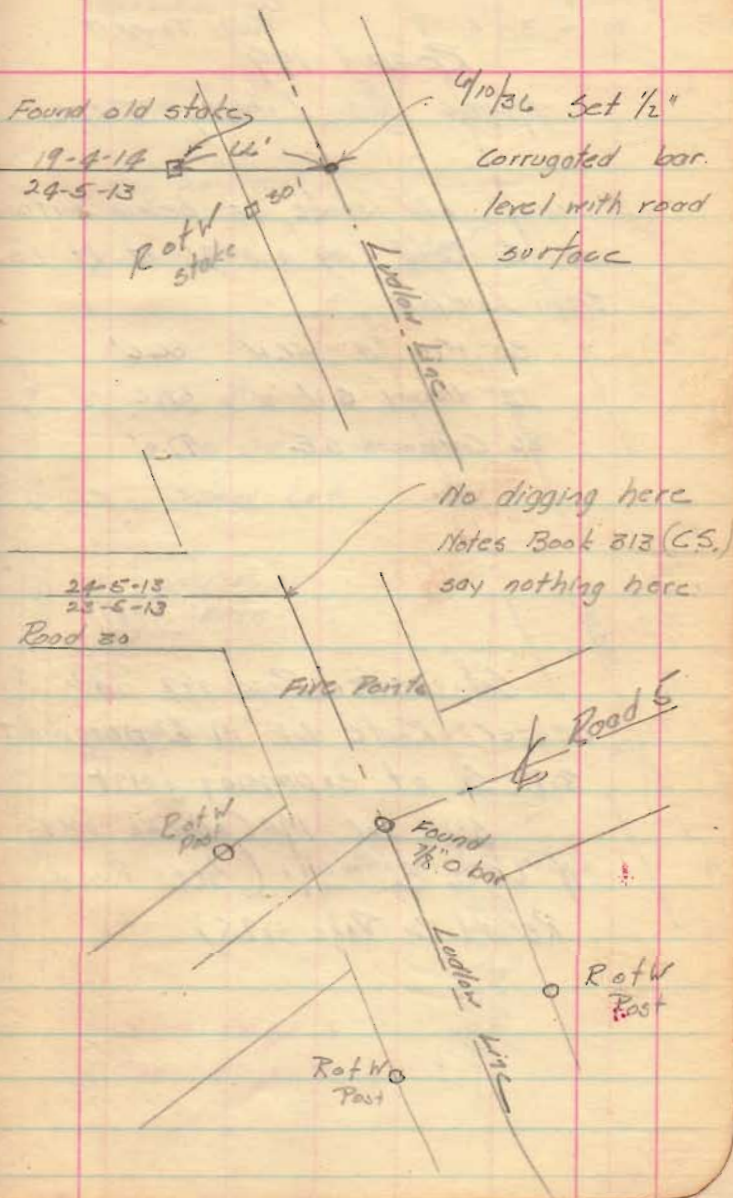 Found old stake
19-4-14
24-5-13
66'
30'
R of W
stake
6/10/36 Set 1/2"
Corrugated bar.
level with road
surface
Ludlow Line
No digging here
Notes Book 313 (C.S.)
say nothing here
24-5-13
23-5-13
Road 30
Five Points
Road 5
R of W
post
Found
7/8" O bar
Ludlow Line
R of W
Post
R of W
Post